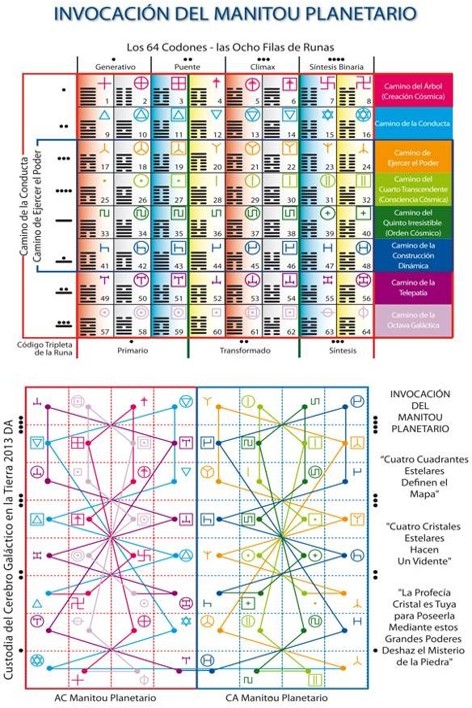 INVOCACIÓN DEL MANITOU PLANETARIO
Los 64 Codones - las Ocho Filas de Runas
Generativo
Puente
Climax
Síntesis Binaria
1 2 3 4 5 6 7 8
Camino del Árbol
(Creación Cósmica)
9 10 11 12 13 14 15 16
Camino de la Conducta
17 18 19 20 21 22 23 24
Camino de
Ejercer el Poder
25 26 27 28 29 30 31 32
Camino del
Cuarto Transcendente
(Consciencia Cósmica)
33 34 35 36 37 38 39 40
Camino del
Quinto Irresistible
(Orden Cósmico)
41 42 43 44 45 46 47 48
Camino de la
Construcción
Dinámica
49 50 51 52 53 54 55 56
Camino de la
Telepatía
57 58 59 60 61 62 63 64
Camino de la
Octava Galáctica
Camino de la Conducta
Camino de Ejercer el Poder
Código Tripleta
de la Runa
Primario
Transformado
Síntesis
Custodia del Cerebro Galáctico en la Tierra 2013 DA
INVOCACIÓN
DEL
MANITOU
PLANETARIO
"Cuatro Cuadrantes
Estelares
Definen el
Mapa"
"Cuatro Cristales
Estelares
Hacen
Un Vidente"
"La Profecía
Cristal es Tuya
para Poseerla
Mediante estos
Grandes Poderes
Deshaz el Misterio
de la Piedra"
AC Manitou Planetario
CA Manitou Planetario